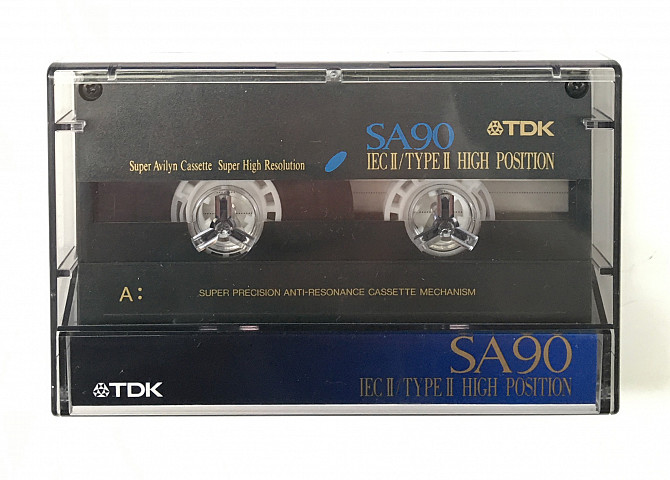 SA90
TDK
Super Avilyn Cassette Super High Resolution
IEC II/TYPE II HIGH POSITION
A:
SUPER PRECISION ANTI-RESONANCE CASSETTE MECHANISM
SA90
TDK
IEC II/TYPE II HIGH POSITION